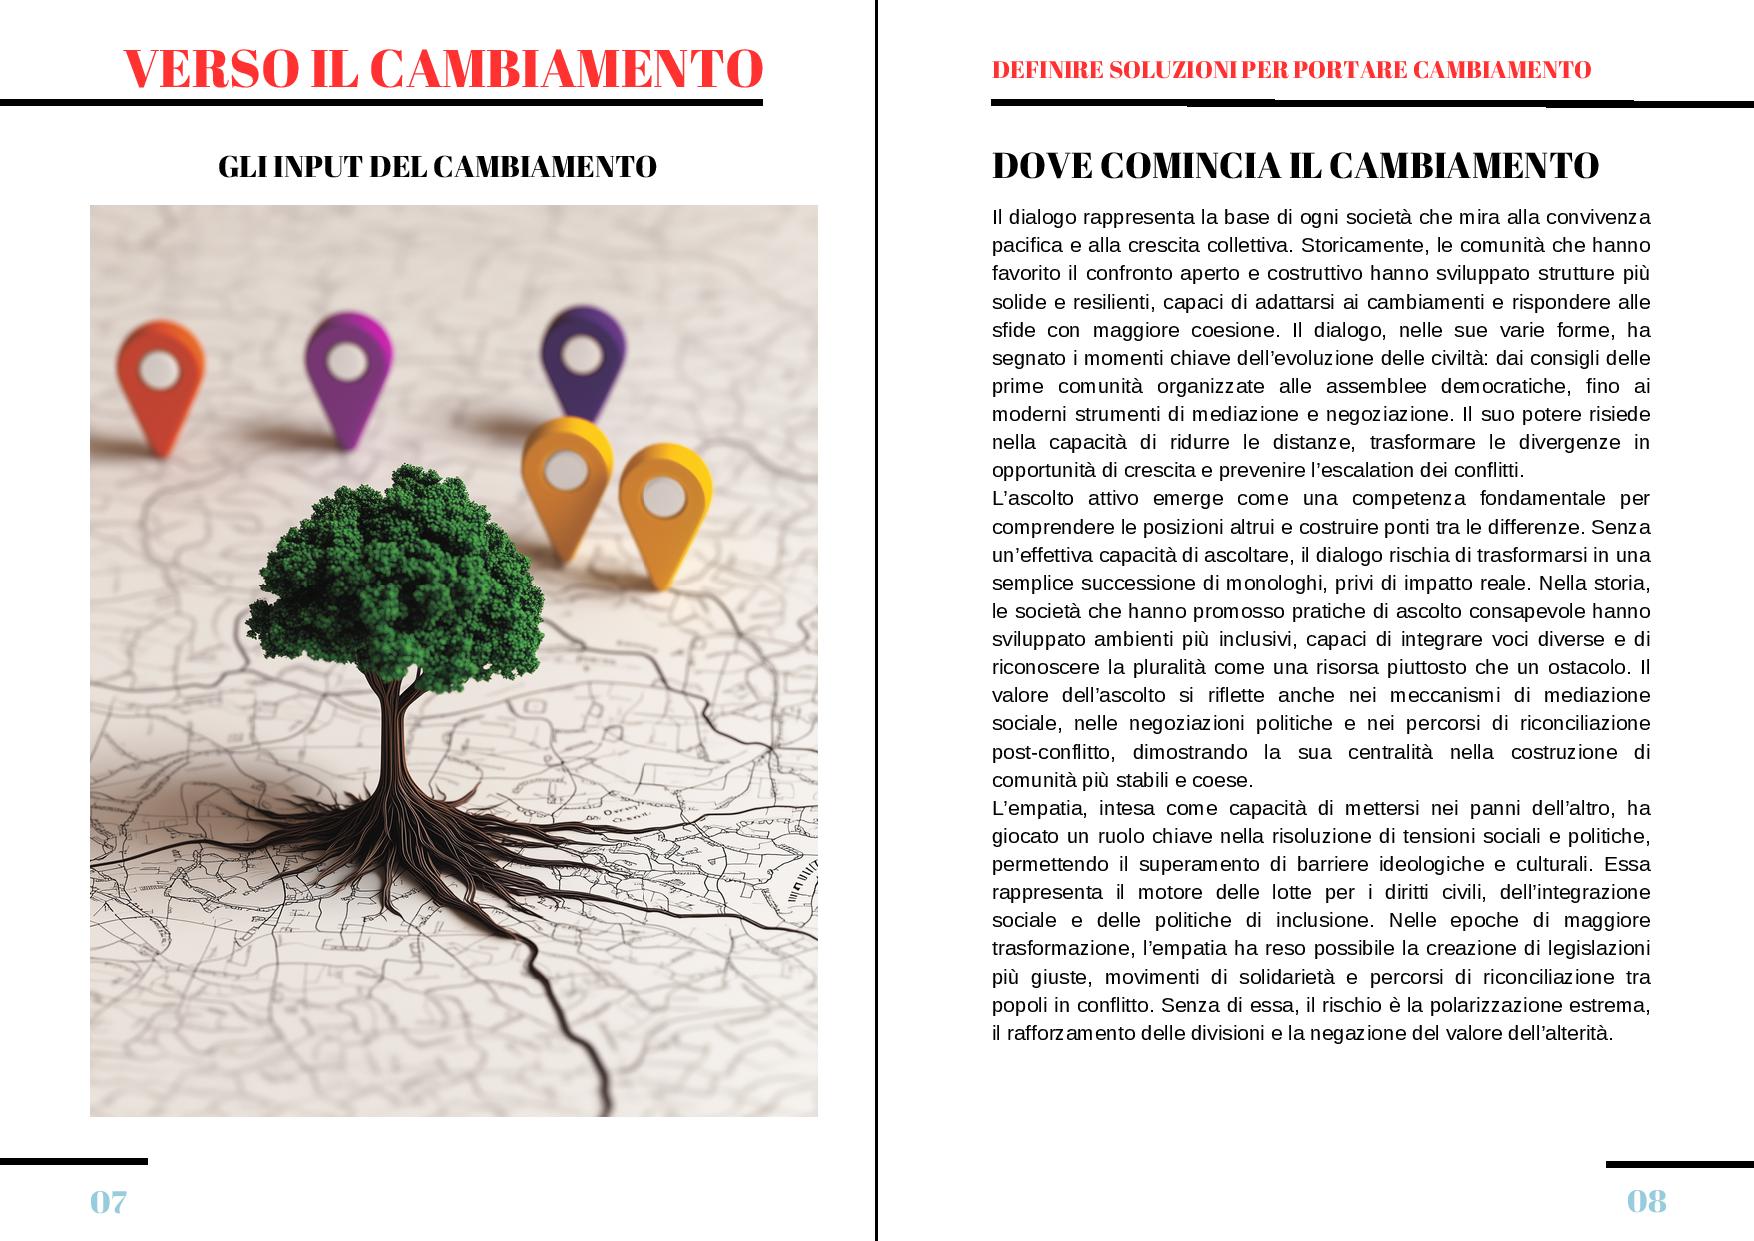 VERSO IL CAMBIAMENTO
GLI INPUT DEL CAMBIAMENTO
07
DEFINIRE SOLUZIONI PER PORTARE CAMBIAMENTO
DOVE COMINCIA IL CAMBIAMENTO
Il dialogo rappresenta la base di ogni società che mira alla convivenza
pacifica e alla crescita collettiva. Storicamente, le comunità che hanno
favorito il confronto aperto e costruttivo hanno sviluppato strutture più
solide e resilienti, capaci di adattarsi ai cambiamenti e rispondere alle
sfide con maggiore coesione. Il dialogo, nelle sue varie forme, ha
segnato i momenti chiave dell’evoluzione delle civiltà: dai consigli delle
prime comunità organizzate alle assemblee democratiche, fino ai
moderni strumenti di mediazione e negoziazione. Il suo potere risiede
nella capacità di ridurre le distanze, trasformare le divergenze in
opportunità di crescita e prevenire l’escalation dei conflitti.
L’ascolto attivo emerge come una competenza fondamentale per
comprendere le posizioni altrui e costruire ponti tra le differenze. Senza
un’effettiva capacità di ascoltare, il dialogo rischia di trasformarsi in una
semplice successione di monologhi, privi di impatto reale. Nella storia,
le società che hanno promosso pratiche di ascolto consapevole hanno
sviluppato ambienti più inclusivi, capaci di integrare voci diverse e di
riconoscere la pluralità come una risorsa piuttosto che un ostacolo. Il
valore dell’ascolto si riflette anche nei meccanismi di mediazione
sociale, nelle negoziazioni politiche e nei percorsi di riconciliazione
post-conflitto, dimostrando la sua centralità nella costruzione di
comunità più stabili e coese.
L’empatia, intesa come capacità di mettersi nei panni dell’altro, ha
giocato un ruolo chiave nella risoluzione di tensioni sociali e politiche,
permettendo il superamento di barriere ideologiche e culturali. Essa
rappresenta il motore delle lotte per i diritti civili, dell’integrazione
sociale e delle politiche di inclusione. Nelle epoche di maggiore
trasformazione, l’empatia ha reso possibile la creazione di legislazioni
più giuste, movimenti di solidarietà e percorsi di riconciliazione tra
popoli in conflitto. Senza di essa, il rischio è la polarizzazione estrema,
il rafforzamento delle divisioni e la negazione del valore dell’alterità.
08